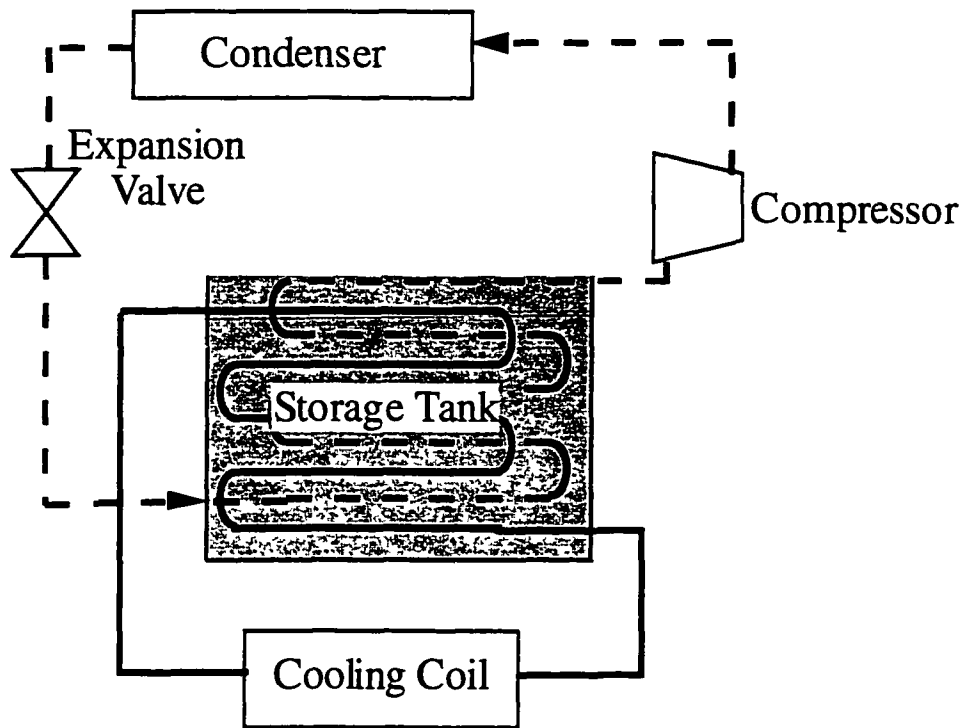 Condenser
Expansion
Valve
Compressor
Storage Tank
Cooling Coil